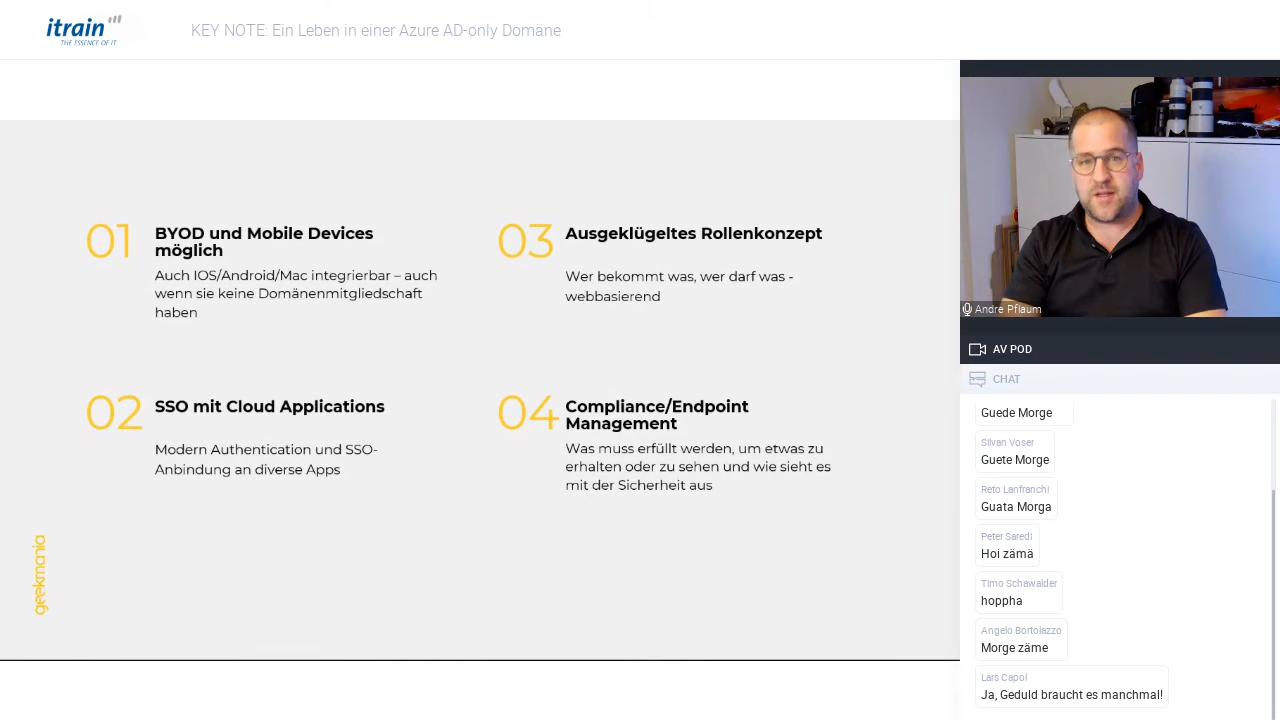 itrain
THE ESSENCE OF IT
KEY NOTE: Ein Leben in einer Azure AD-only Domäne
01
BYOD und Mobile Devices
möglich
Auch IOS/Android/Mac integrierbar – auch
wenn sie keine Domänenmitgliedschaft
haben
02
SSO mit Cloud Applications
Modern Authentication und SSO-
Anbindung an diverse Apps
03
Ausgeklügeltes Rollenkonzept
Wer bekommt was, wer darf was -
webbasierend
04
Compliance/Endpoint
Management
Was muss erfüllt werden, um etwas zu
erhalten oder zu sehen und wie sieht es
mit der Sicherheit aus
geekmania
Andre Pflaum
AV POD
CHAT
Guede Morge
Silvan Voser
Guete Morge
Reto Lanfranchi
Guata Morga
Peter Saredi
Hoi zämä
Timo Schawalder
hoppha
Angelo Bortolazzo
Morge zäme
Lars Capol
Ja, Geduld braucht es manchmal!